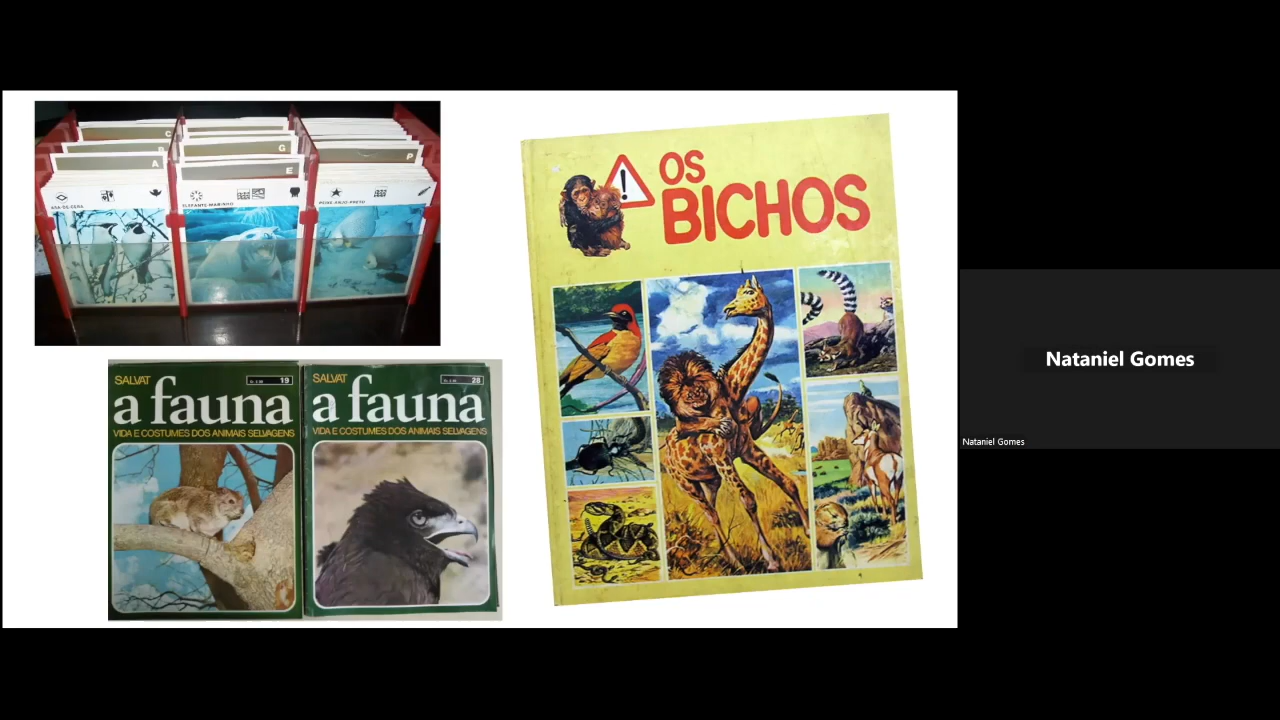 C
B
A
G
E
P
ELEFANTE-MARINHO
PEIXE-ANJO-PRETO
SALVAT
19
a fauna
VIDA E COSTUMES DOS ANIMAIS SELVAGENS
SALVAT
28
a fauna
VIDA E COSTUMES DOS ANIMAIS SELVAGENS
OS
BICHOS
Nataniel Gomes
Nataniel Gomes